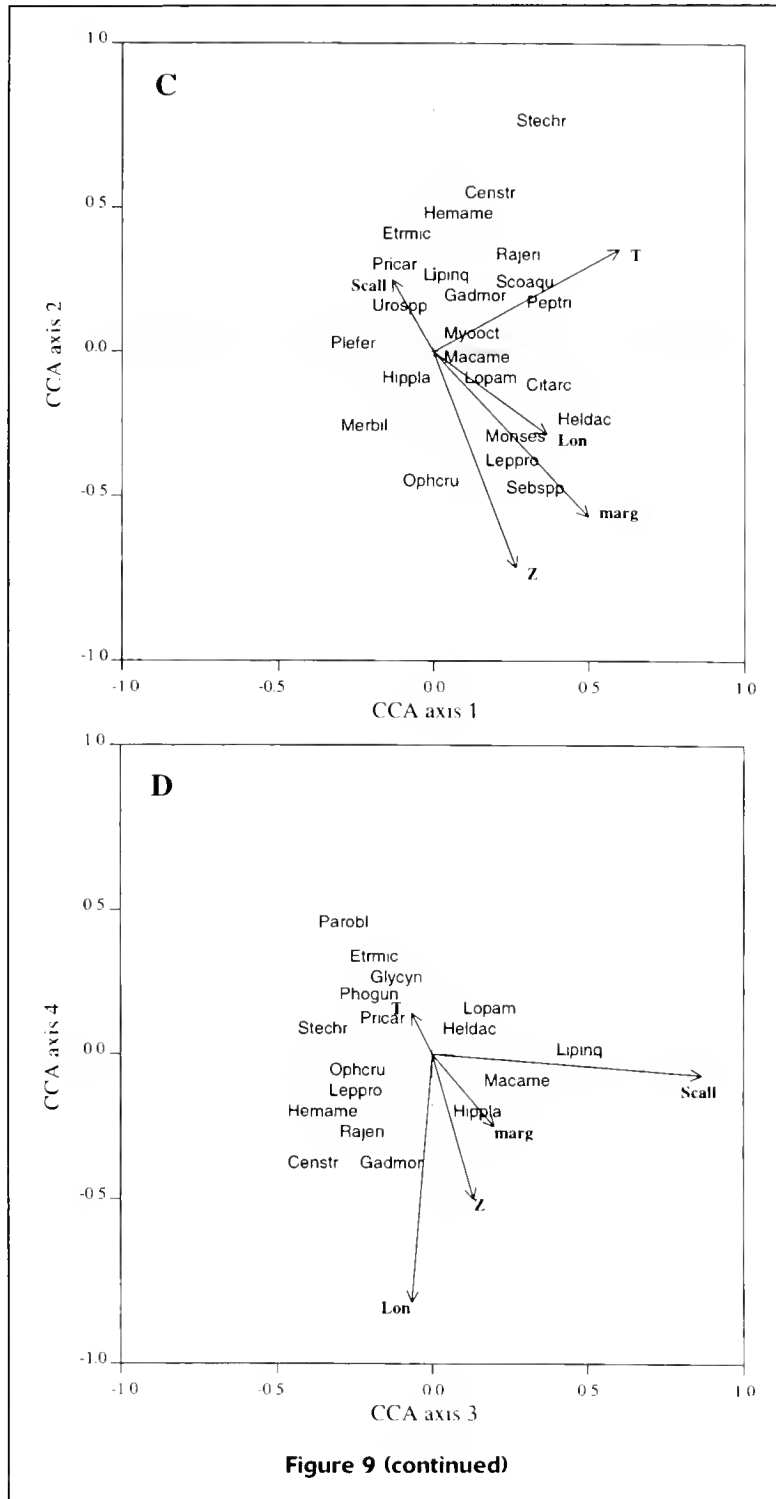 C
1 0
0.5
0.0
-0.5
-1 0
CCA axis 2
Stechr
Censtr
Hemame
Etrmic
Rajeri
T
Pricar
Lipinq
Scall
Scoaqu
Gadmor
Peptri
Urospp
Myooct
Plefer
Macame
Hippla
Lopam
Citarc
Heldac
Merbil
Monses
Lon
Leppro
Ophcru
Sebspp
marg
Z
-1 0
-0.5
0 0
0 5
1 0
CCA axis 1
D
1 0
0.5
0.0
-0.5
-1.0
CCA axis 4
Parobl
Etrmic
Glycyn
Phogun
T
Pricar
Lopam
Stechr
Heldac
Lipinq
Ophcru
Macame
Leppro
Scall
Hemame
Hippla
Rajeri
marg
Censtr
Gadmor
Z
Lon
-1 0
-0.5
0 0
0 5
1 0
CCA axis 3
Figure 9 (continued)